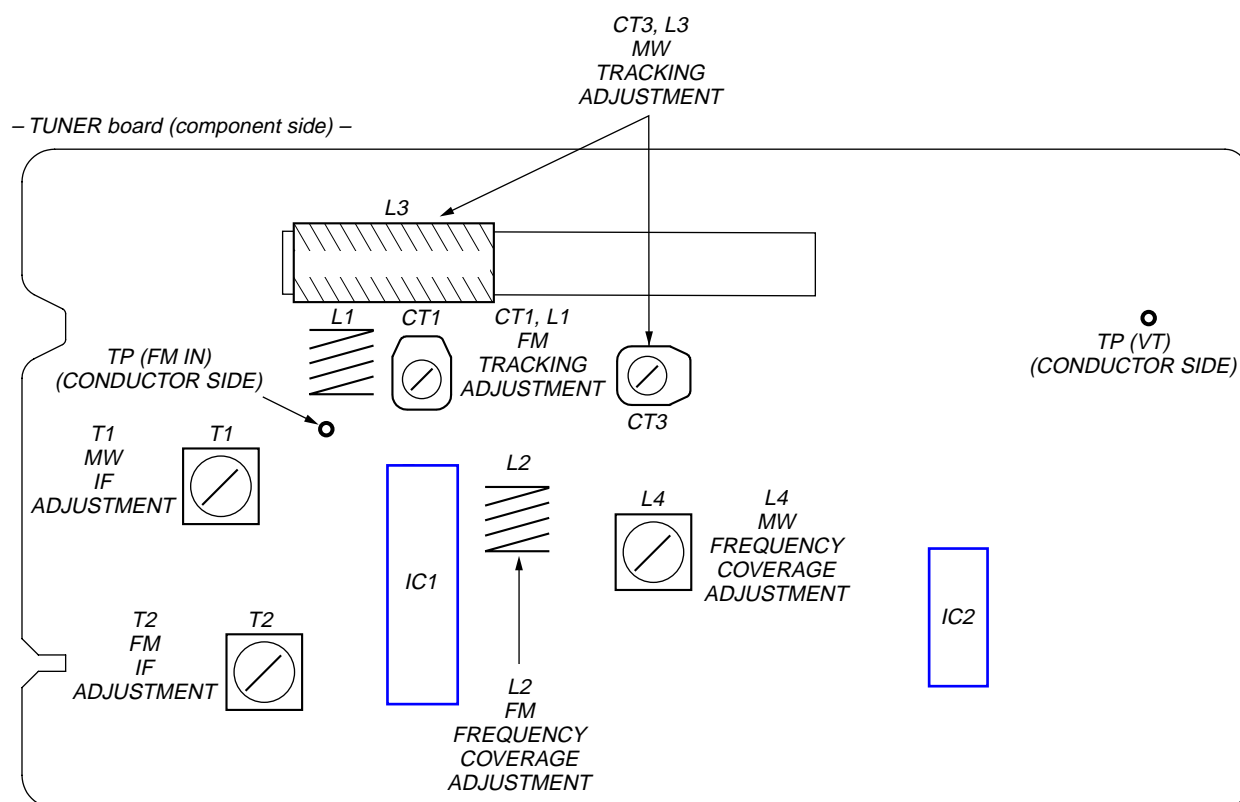 CT3, L3
MW
TRACKING
ADJUSTMENT
– TUNER board (component side) –
L3
L1
CT1
CT1, L1
FM
TRACKING
ADJUSTMENT
TP (FM IN)
(CONDUCTOR SIDE)
CT3
TP (VT)
(CONDUCTOR SIDE)
T1
MW
IF
ADJUSTMENT
T1
L2
L4
L4
MW
FREQUENCY
COVERAGE
ADJUSTMENT
IC1
IC2
T2
FM
IF
ADJUSTMENT
T2
L2
FM
FREQUENCY
COVERAGE
ADJUSTMENT